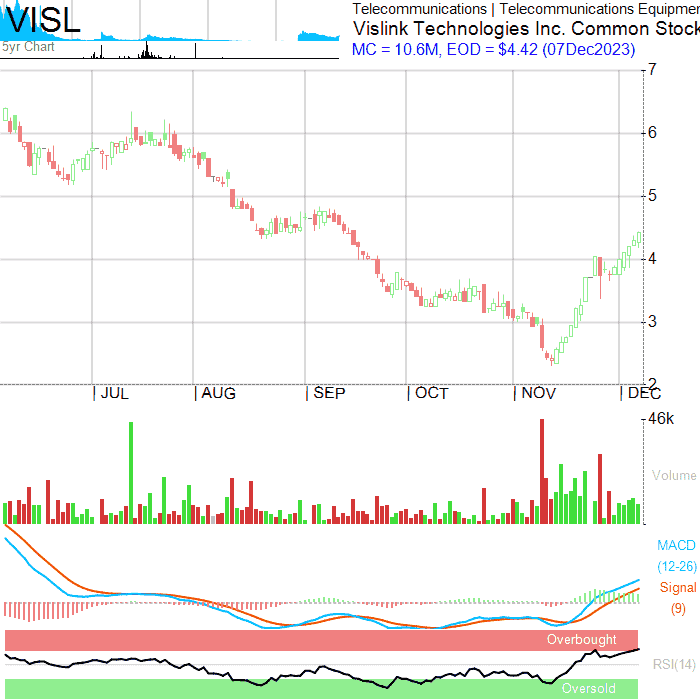 VISL
5yr Chart
Telecommunications | Telecommunications Equipmen
Vislink Technologies Inc. Common Stock
MC = 10.6M, EOD = $4.42 (07Dec2023)
7
6
5
4
3
2
JUL AUG SEP OCT NOV DEC
46k
Volume
MACD
(12-26)
Signal
(9)
Overbought
RSI(14)
Oversold